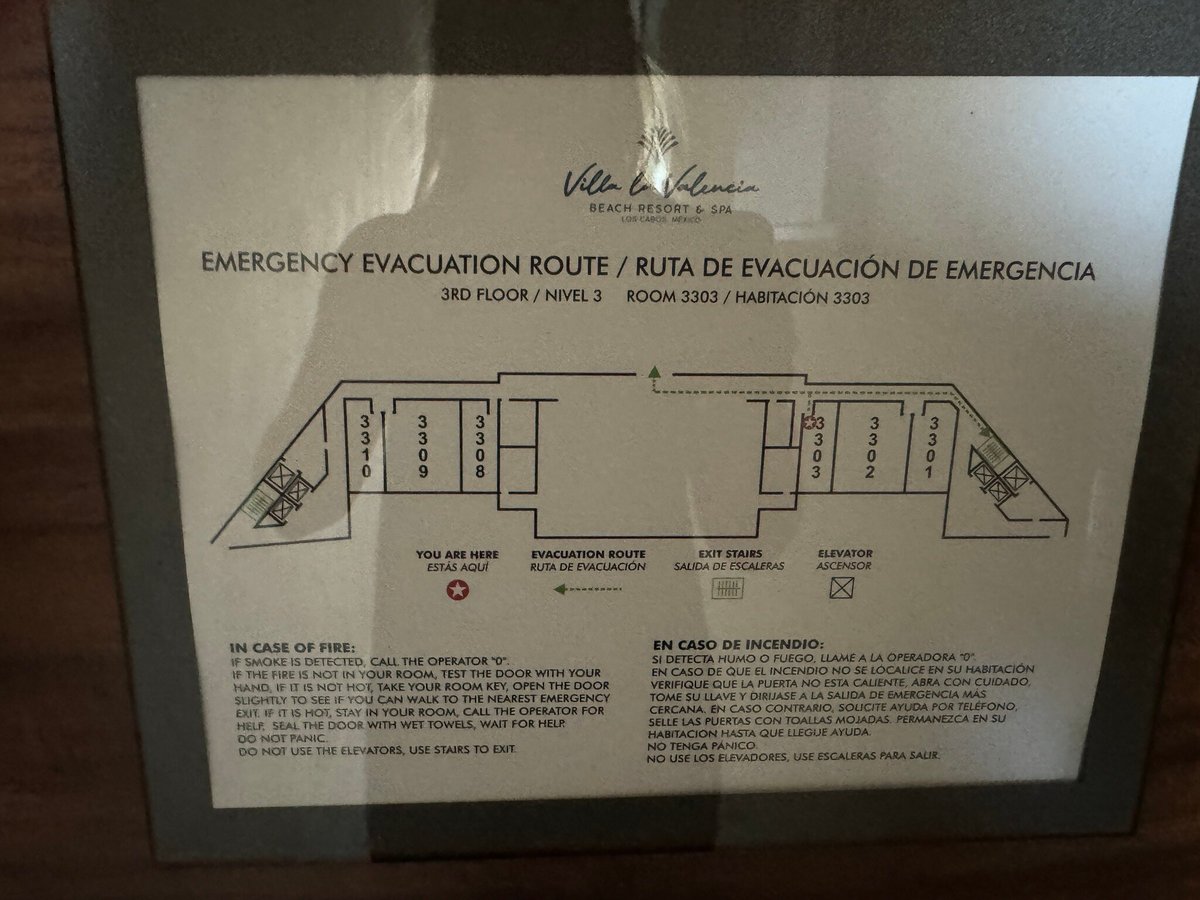 Villa la Valencia
BEACH RESORT & SPA
LOS CABOS, MÉXICO
EMERGENCY EVACUATION ROUTE / RUTA DE EVACUACIÓN DE EMERGENCIA
3RD FLOOR / NIVEL 3 ROOM 3303 / HABITACIÓN 3303
3310
3309
3308
3303
3302
3301
YOU ARE HERE
ESTÁS AQUÍ
EVACUATION ROUTE
RUTA DE EVACUACIÓN
EXIT STAIRS
SALIDA DE ESCALERAS
ELEVATOR
ASCENSOR
IN CASE OF FIRE:
IF SMOKE IS DETECTED, CALL THE OPERATOR "0".
IF THE FIRE IS NOT IN YOUR ROOM, TEST THE DOOR WITH YOUR
HAND, IF IT IS NOT HOT, TAKE YOUR ROOM KEY, OPEN THE DOOR
SLIGHTLY TO SEE IF YOU CAN WALK TO THE NEAREST EMERGENCY
EXIT. IF IT IS HOT, STAY IN YOUR ROOM, CALL THE OPERATOR FOR
HELP, SEAL THE DOOR WITH WET TOWELS, WAIT FOR HELP.
DO NOT PANIC.
DO NOT USE THE ELEVATORS, USE STAIRS TO EXIT.
EN CASO DE INCENDIO:
SI DETECTA HUMO O FUEGO, LLAME A LA OPERADORA "0".
EN CASO DE QUE EL INCENDIO NO SE LOCALICE EN SU HABITACIÓN
VERIFIQUE QUE LA PUERTA NO ESTA CALIENTE, ABRA CON CUIDADO,
TOME SU LLAVE Y DIRIJASE A LA SALIDA DE EMERGENCIA MÁS
CERCANA. EN CASO CONTRARIO, SOLICITE AYUDA POR TELÉFONO,
SELLE LAS PUERTAS CON TOALLAS MOJADAS. PERMANEZCA EN SU
HABITACION HASTA QUE LLEGUE AYUDA.
NO TENGA PÁNICO.
NO USE LOS ELEVADORES, USE ESCALERAS PARA SALIR.